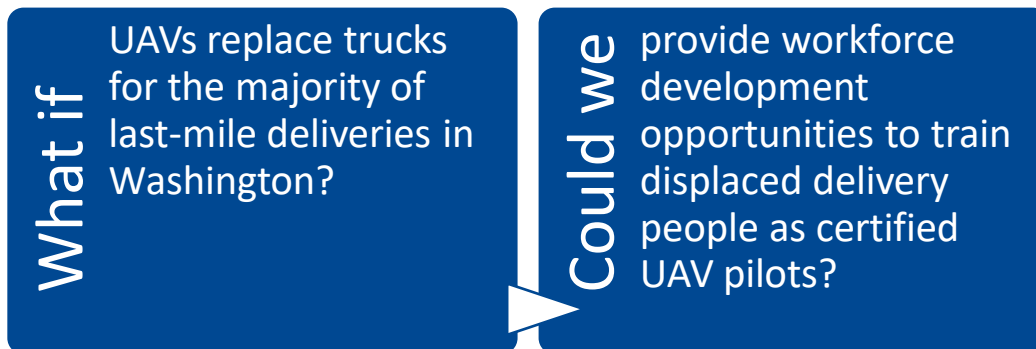 What if
UAVs replace trucks
for the majority of
last-mile deliveries in
Washington?
Could we
provide workforce
development
opportunities to train
displaced delivery
people as certified
UAV pilots?